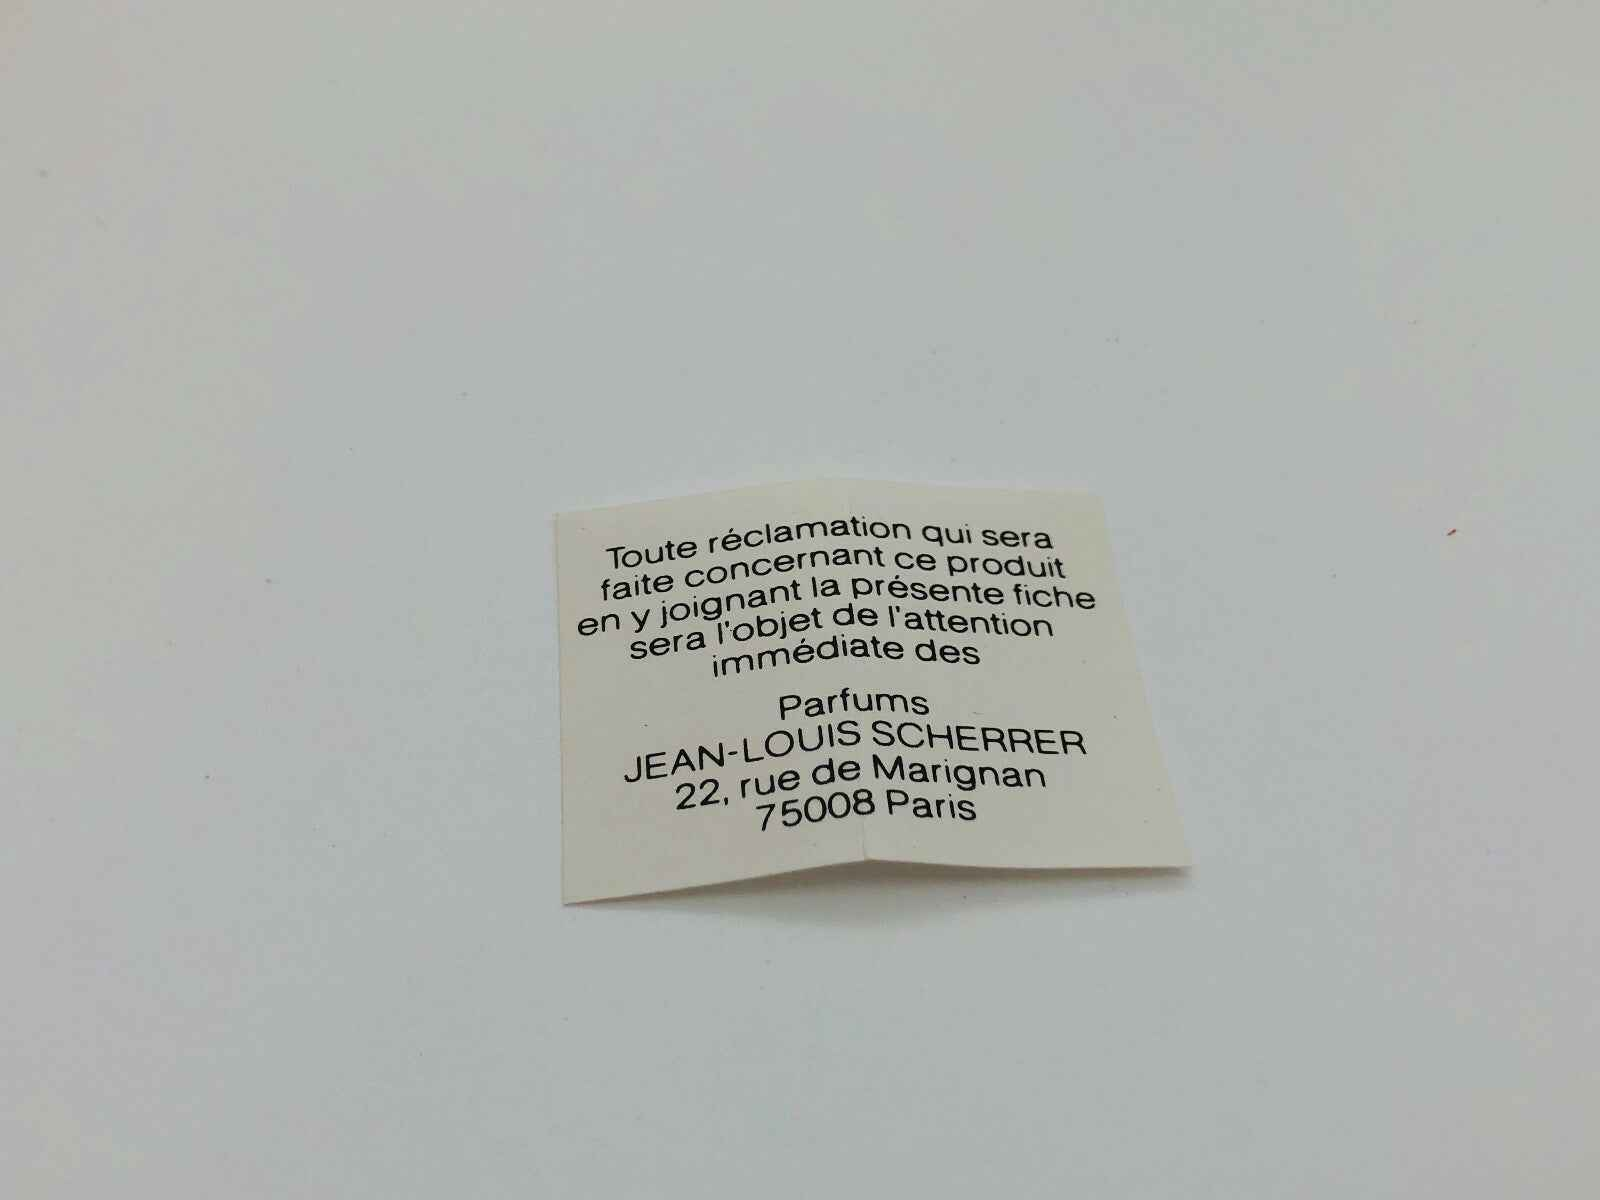 Toute réclamation qui sera
faite concernant ce produit
en y joignant la présente fiche
sera l'objet de l'attention
immédiate des
Parfums
JEAN-LOUIS SCHERRER
22, rue de Marignan
75008 Paris